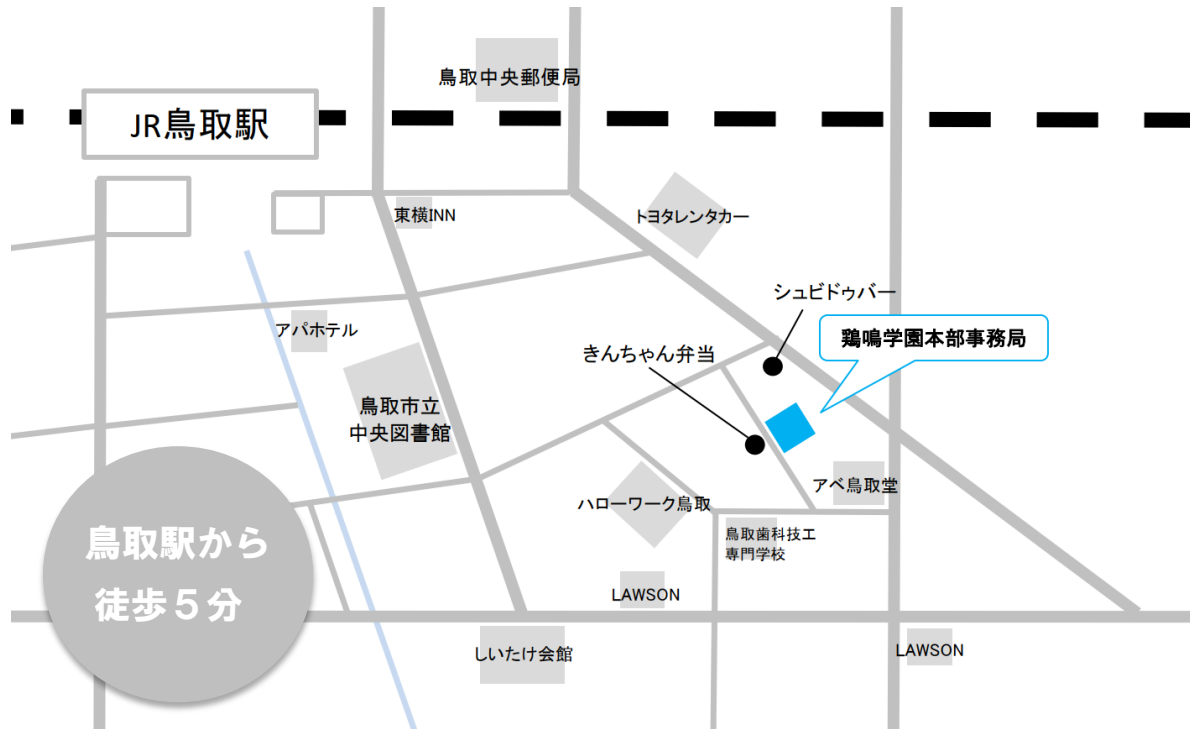 鳥取中央郵便局
JR鳥取駅
東横INN
トヨタレンタカー
シュビドゥバー
アパホテル
鶏鳴学園本部事務局
きんちゃん弁当
鳥取市立
中央図書館
アベ鳥取堂
ハローワーク鳥取
鳥取歯科技工
専門学校
鳥取駅から
徒歩5分
LAWSON
しいたけ会館
LAWSON